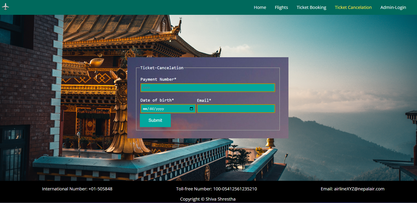 Home Flights Ticket Booking Ticket Cancelation Admin-Login
Ticket-Cancelation
Payment Number*
Date of birth* Email*
mm/dd/yyyy
Submit
International Number: +01-505848 Toll-free Number: 100-05412561235210 Email: airlineXYZ@nepalair.com
Copyright © Shiva Shrestha